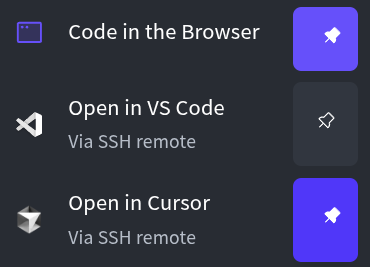 Code in the Browser
Open in VS Code
Via SSH remote
Open in Cursor
Via SSH remote